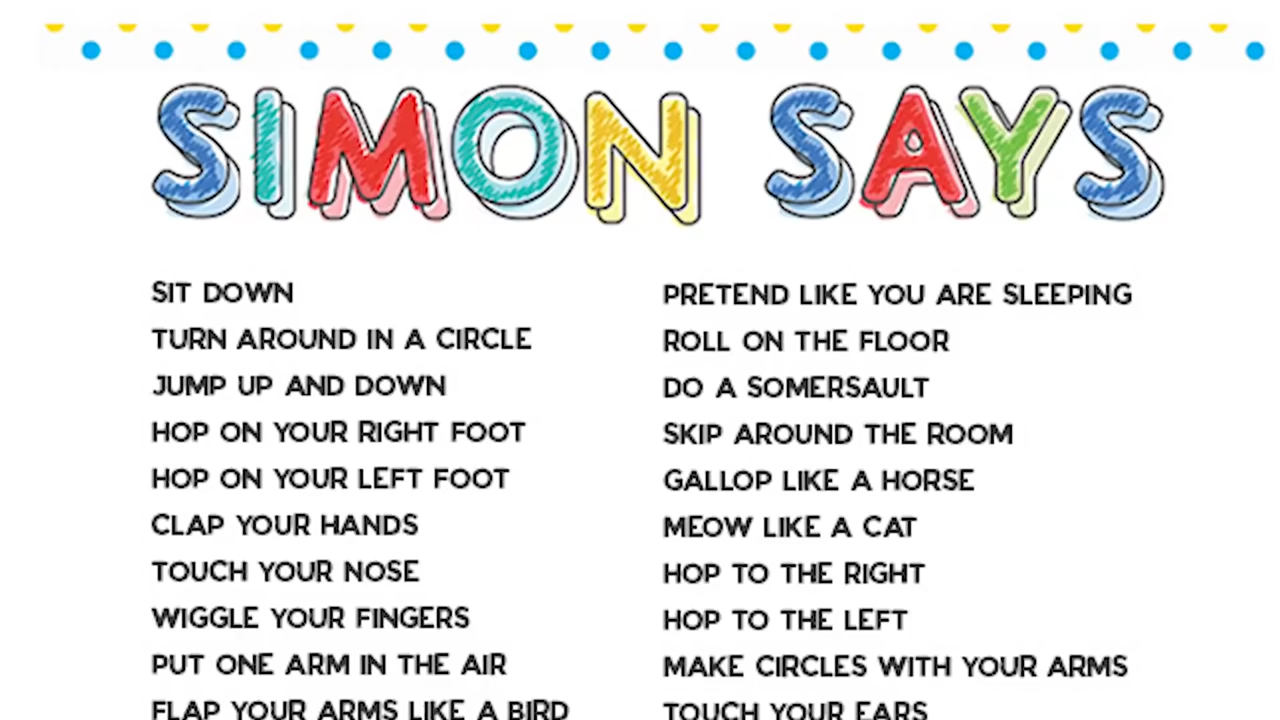 SIMON SAYS
SIT DOWN
TURN AROUND IN A CIRCLE
JUMP UP AND DOWN
HOP ON YOUR RIGHT FOOT
HOP ON YOUR LEFT FOOT
CLAP YOUR HANDS
TOUCH YOUR NOSE
WIGGLE YOUR FINGERS
PUT ONE ARM IN THE AIR
FLAP YOUR ARMS LIKE A BIRD
PRETEND LIKE YOU ARE SLEEPING
ROLL ON THE FLOOR
DO A SOMERSAULT
SKIP AROUND THE ROOM
GALLOP LIKE A HORSE
MEOW LIKE A CAT
HOP TO THE RIGHT
HOP TO THE LEFT
MAKE CIRCLES WITH YOUR ARMS
TOUCH YOUR EARS